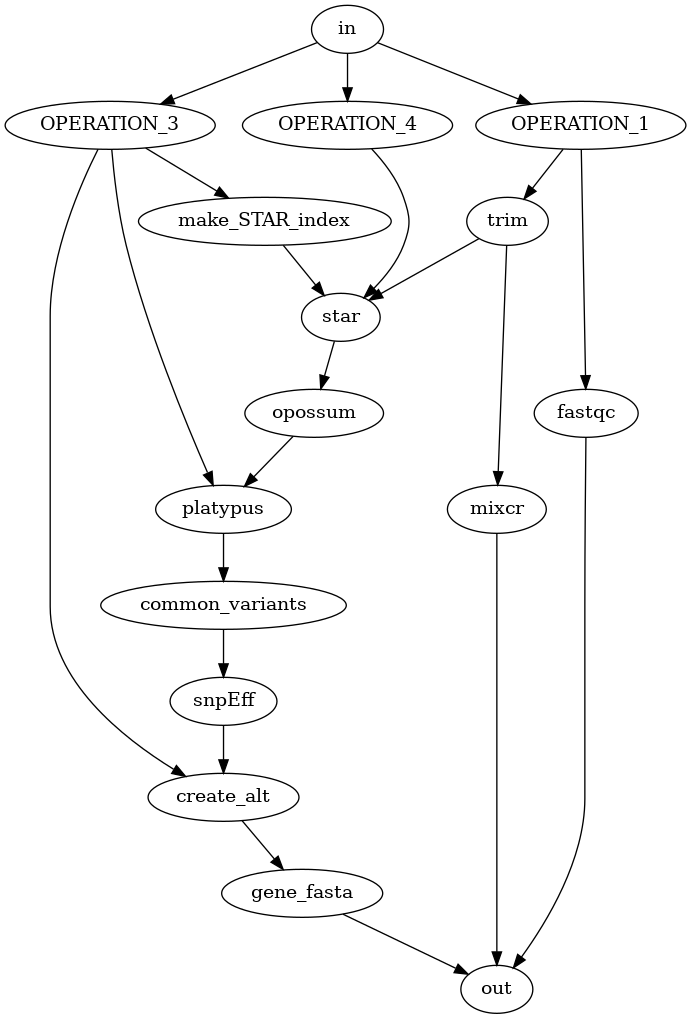 in
OPERATION_3
OPERATION_4
OPERATION_1
make_STAR_index
trim
star
opossum
fastqc
platypus
mixcr
common_variants
snpEff
create_alt
gene_fasta
out